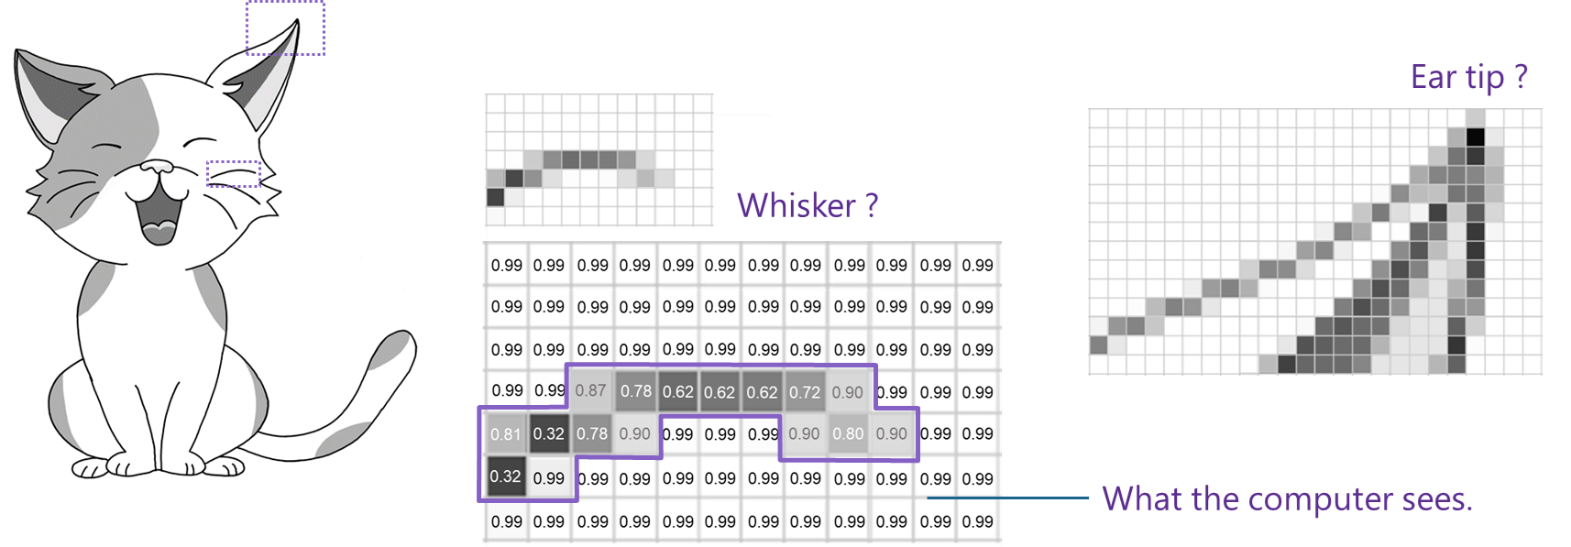 Ear tip ?
Whisker ?
0.99 0.99 0.99 0.99 0.99 0.99 0.99 0.99 0.99 0.99 0.99 0.99
0.99 0.99 0.99 0.99 0.99 0.99 0.99 0.99 0.99 0.99 0.99 0.99
0.99 0.99 0.99 0.99 0.99 0.99 0.99 0.99 0.99 0.99 0.99 0.99
0.99 0.99 0.87 0.78 0.62 0.62 0.62 0.72 0.90 0.99 0.99 0.99
0.81 0.32 0.78 0.90 0.99 0.99 0.99 0.90 0.80 0.90 0.99 0.99
0.32 0.99 0.99 0.99 0.99 0.99 0.99 0.99 0.99 0.99 0.99 0.99
0.99 0.99 0.99 0.99 0.99 0.99 0.99 0.99 0.99 0.99 0.99 0.99
What the computer sees.